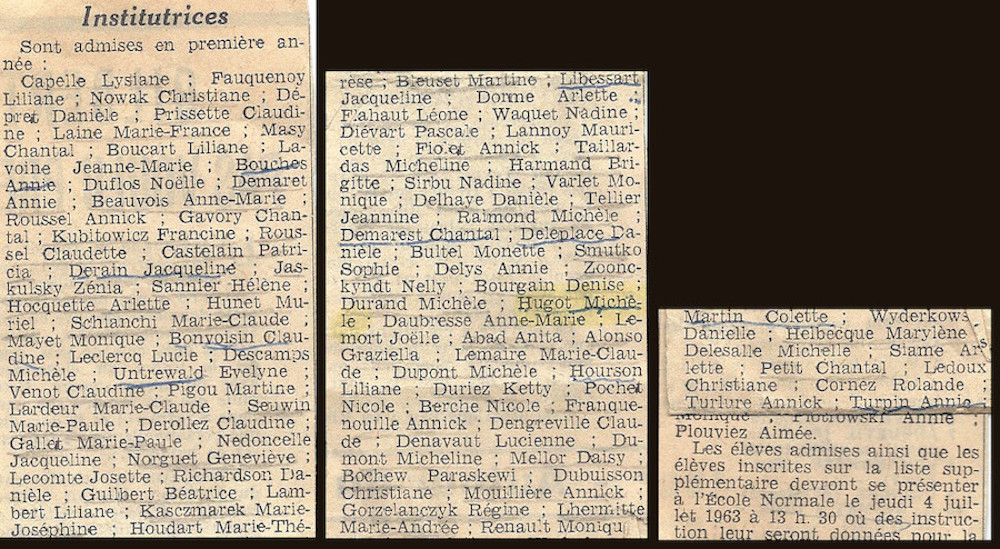 Institutrices
Sont admises en première an-
née :
Capelle Lysiane ; Fauquenoy
Liliane ; Nowak Christiane ; Dé-
pret Danièle ; Prissette Claudi-
ne ; Laine Marie-France ; Masy
Chantal ; Boucart Liliane ; La-
voine Jeanne-Marie ; Bouches
Annie ; Duflos Noëlle ; Demaret
Annie ; Beauvois Anne-Marie ;
Roussel Annick ; Gavory Chan-
tal ; Kubitowicz Francine ; Rous-
sel Claudette ; Castelain Patri-
cia ; Derain Jacqueline ; Jas-
kulsky Zénia ; Sannier Hélène ;
Hocquette Arlette ; Hunet Mu-
riel ; Schianchi Marie-Claude ;
Mayet Monique ; Bonvoisin Clau-
dine ; Leclercq Lucie ; Descamps
Michèle ; Untrewald Evelyne ;
Venot Claudine ; Pigou Martine ;
Lardeur Marie-Claude ; Seuwin
Marie-Paule ; Derollez Claudine ;
Gallet Marie-Paule ; Nedoncelle
Jacqueline ; Norguet Geneviève ;
Lecomte Josette ; Richardson Da-
nièle ; Guilbert Béatrice ; Lam-
bert Liliane ; Kasczmarek Marie-
Joséphine ; Houdart Marie-Thé-
rèse ; Bleuset Martine ; Libessart
Jacqueline ; Donne Arlette ;
Flahaut Léone ; Waquet Nadine ;
Diévart Pascale ; Lannoy Mauri-
cette ; Fiolet Annick ; Taillar-
das Micheline ; Harmand Bri-
gitte ; Sirbu Nadine ; Varlet Mo-
nique ; Delhaye Danièle ; Tellier
Jeannine ; Raimond Michèle ;
Demarest Chantal ; Deleplace Da-
nièle ; Bultel Monette ; Smutko
Sophie ; Delys Annie ; Zoonc-
kyndt Nelly ; Bourgain Denise ;
Durand Michèle ; Hugot Michè-
le ; Daubresse Anne-Marie ; Le-
mort Joëlle ; Abad Anita ; Alonso
Graziella ; Lemaire Marie-Clau-
de ; Dupont Michèle ; Hourson
Liliane ; Duriez Ketty ; Pochet
Nicole ; Berche Nicole ; Franque-
nouille Annick ; Dengreville Clau-
de ; Denavaut Lucienne ; Du-
mont Micheline ; Mellor Daisy ;
Bochew Paraskewi ; Dubuisson
Christiane ; Mouillière Annick ;
Gorzelanczyk Régine ; Lhermitte
Marie-Andrée ; Renault Moniqu
Martin Colette ; Wyderkows
Danielle ; Helbecque Marylène
Delesalle Michelle ; Siame Ar
lette ; Petit Chantal ; Ledoux
Christiane ; Cornez Rolande ;
Turlure Annick ; Turpin Annie ;
Monique ; Piotrowski Annie ;
Plouviez Aimée.
Les élèves admises ainsi que les
élèves inscrites sur la liste sup-
plémentaire devront se présenter
à l'École Normale le jeudi 4 juil-
let 1963 à 13 h. 30 où des instruc-
tion leur seront données pour la